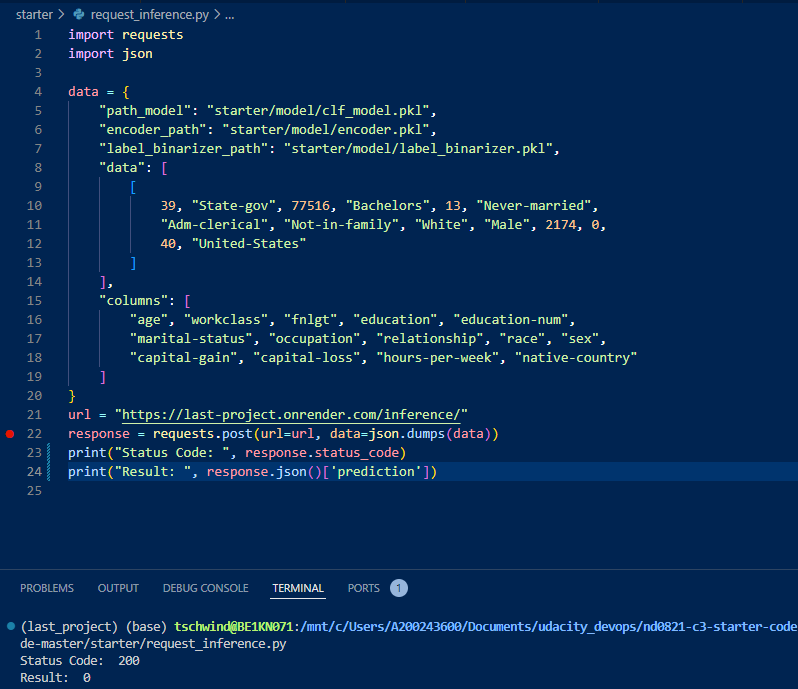 starter > request_inference.py > ...
1 import requests
2 import json
3
4 data = {
5 "path_model": "starter/model/clf_model.pkl",
6 "encoder_path": "starter/model/encoder.pkl",
7 "label_binarizer_path": "starter/model/label_binarizer.pkl",
8 "data": [
9 [
10 39, "State-gov", 77516, "Bachelors", 13, "Never-married",
11 "Adm-clerical", "Not-in-family", "White", "Male", 2174, 0,
12 40, "United-States"
13 ]
14 ],
15 "columns": [
16 "age", "workclass", "fnlgt", "education", "education-num",
17 "marital-status", "occupation", "relationship", "race", "sex",
18 "capital-gain", "capital-loss", "hours-per-week", "native-country"
19 ]
20 }
21 url = "https://last-project.onrender.com/inference/"
22 response = requests.post(url=url, data=json.dumps(data))
23 print("Status Code: ", response.status_code)
24 print("Result: ", response.json()['prediction'])
25
PROBLEMS OUTPUT DEBUG CONSOLE TERMINAL PORTS 1
(last_project) (base) tschwind@BE1KN071:/mnt/c/Users/A200243600/Documents/udacity_devops/nd0821-c3-starter-code
de-master/starter/request_inference.py
Status Code:  200
Result:  0